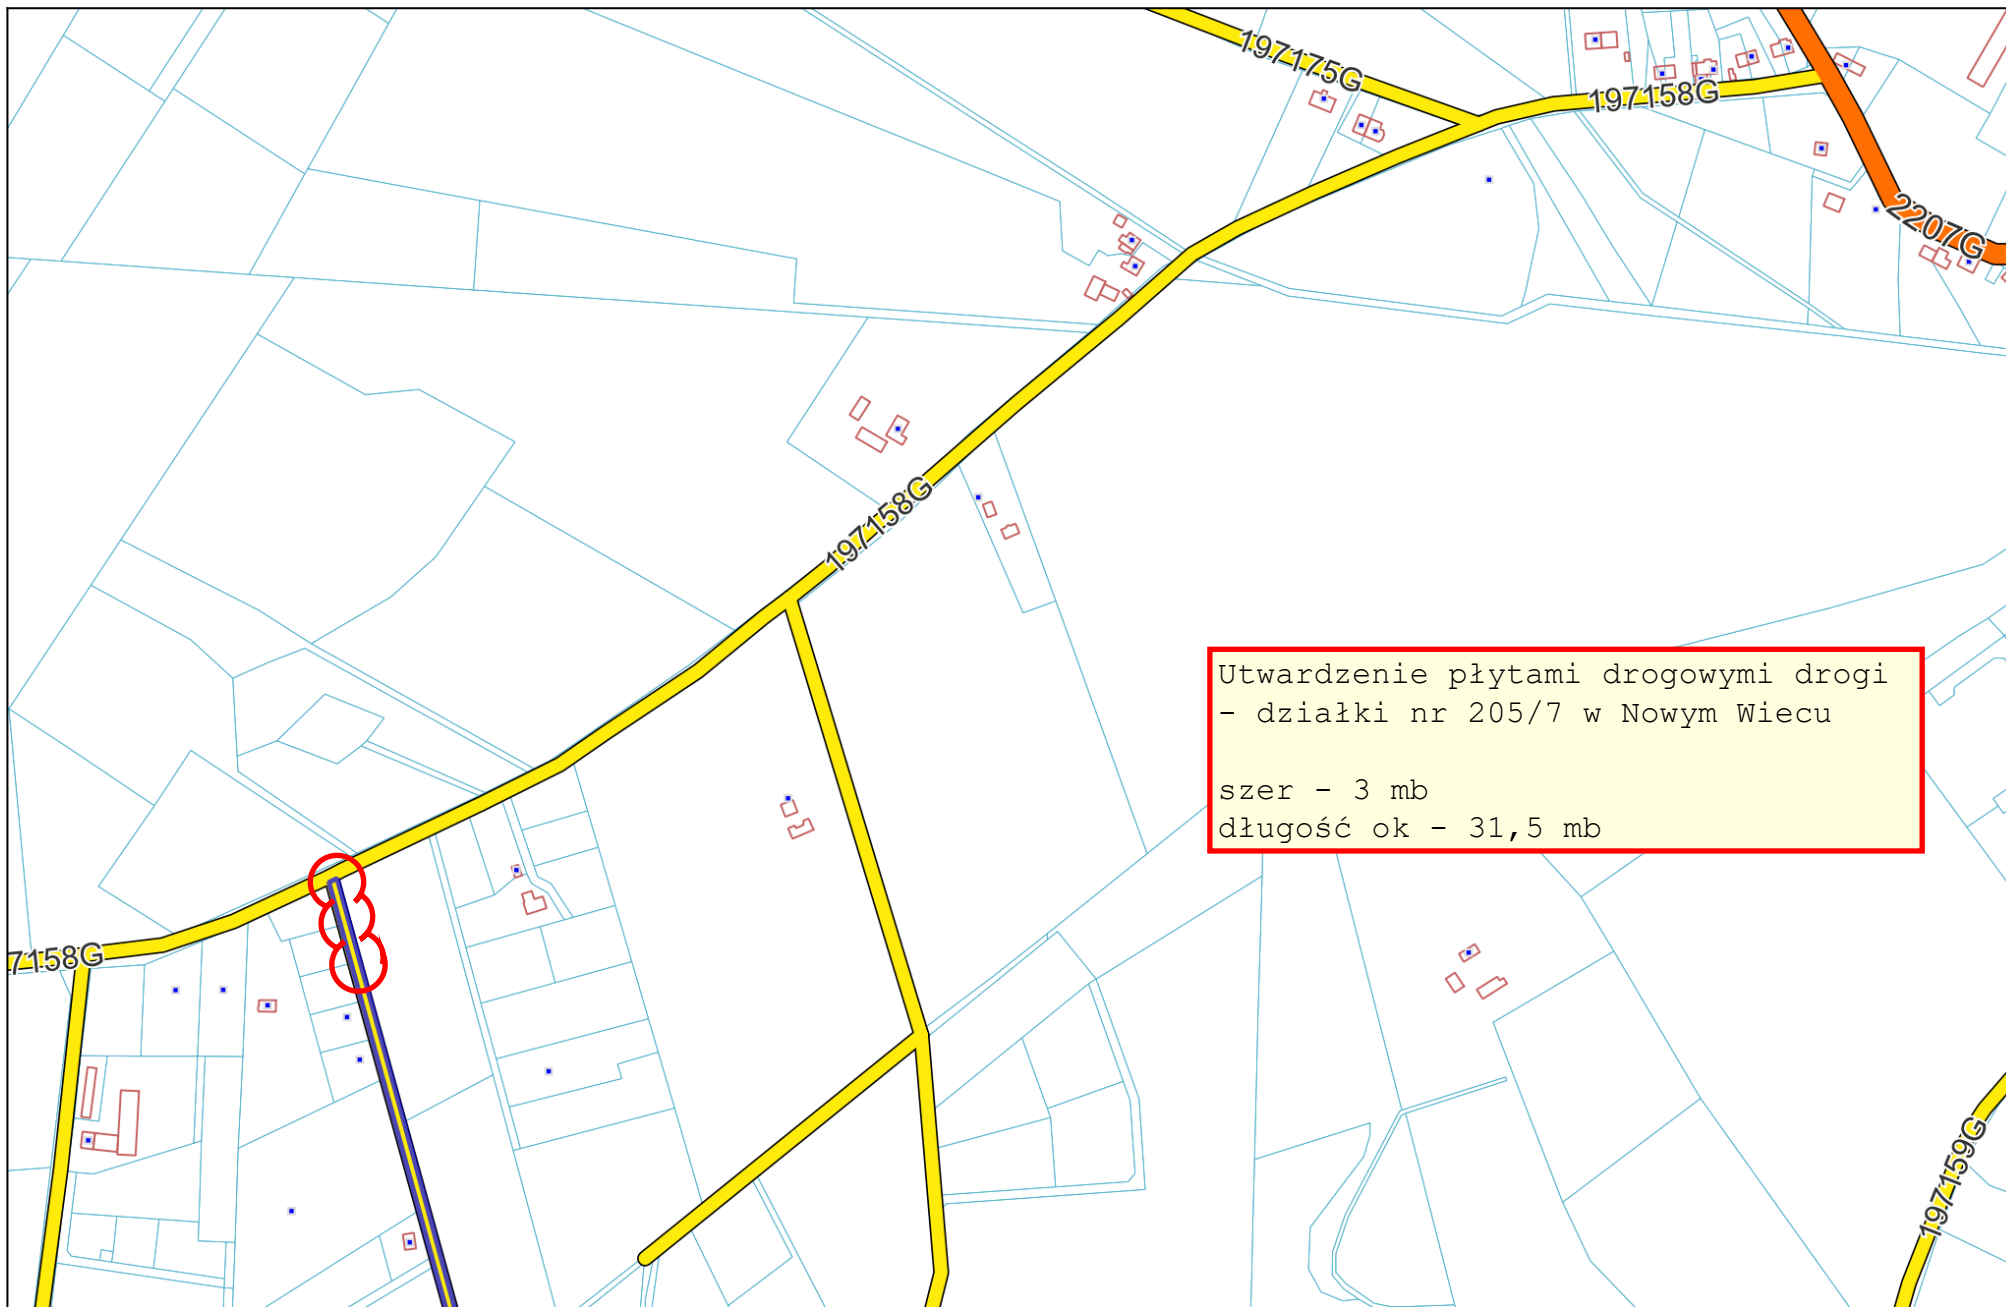 197175G
197158G
2207G
197158G
Utwardzenie płytami drogowymi drogi
- działki nr 205/7 w Nowym Wiecu
szer - 3 mb
długość ok - 31,5 mb
7158G
197159G